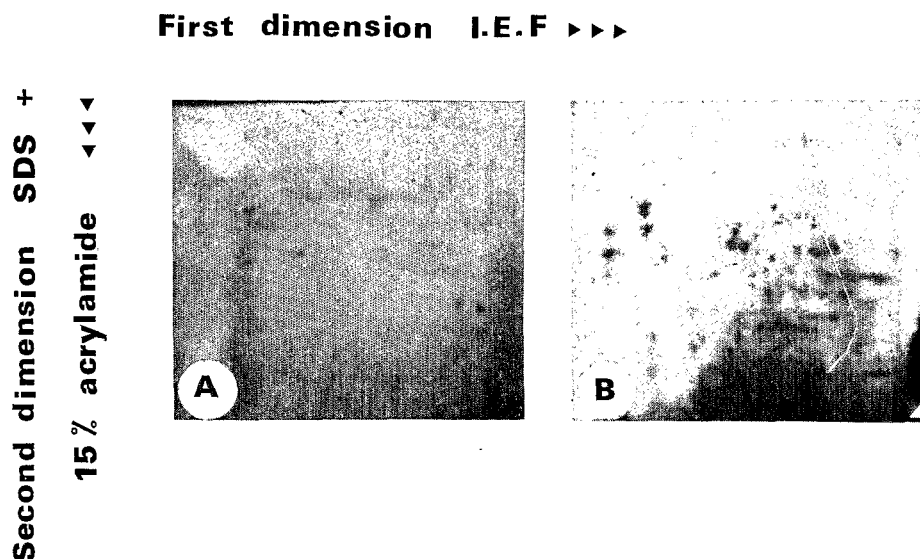 First dimension I.E.F ▸▸▸
Second dimension SDS +
15% acrylamide ◂◂◂
A
B